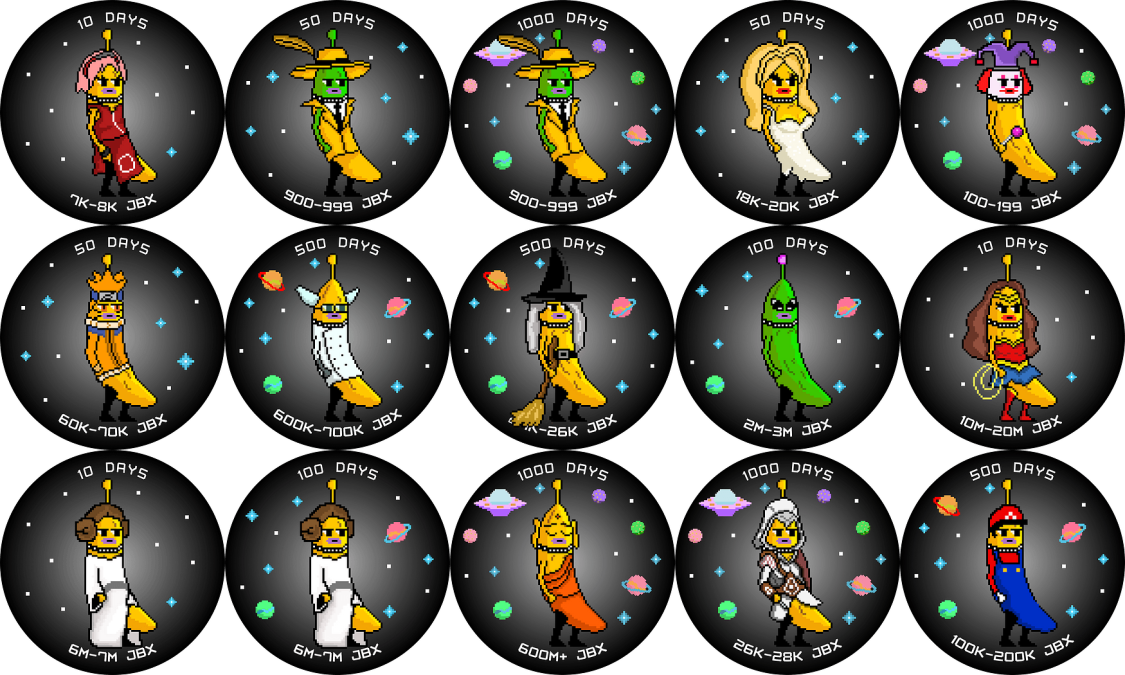 10 DAYS
7K-8K JBX
50 DAYS
900-999 JBX
1000 DAYS
900-999 JBX
50 DAYS
18K-20K JBX
1000 DAYS
100-199 JBX
50 DAYS
60K-70K JBX
500 DAYS
600K-700K JBX
500 DAYS
-26K JBX
100 DAYS
2M-3M JBX
10 DAYS
10M-20M JBX
10 DAYS
6M-7M JBX
100 DAYS
6M-7M JBX
1000 DAYS
600M+ JBX
1000 DAYS
26K-28K JBX
500 DAYS
100K-200K JBX